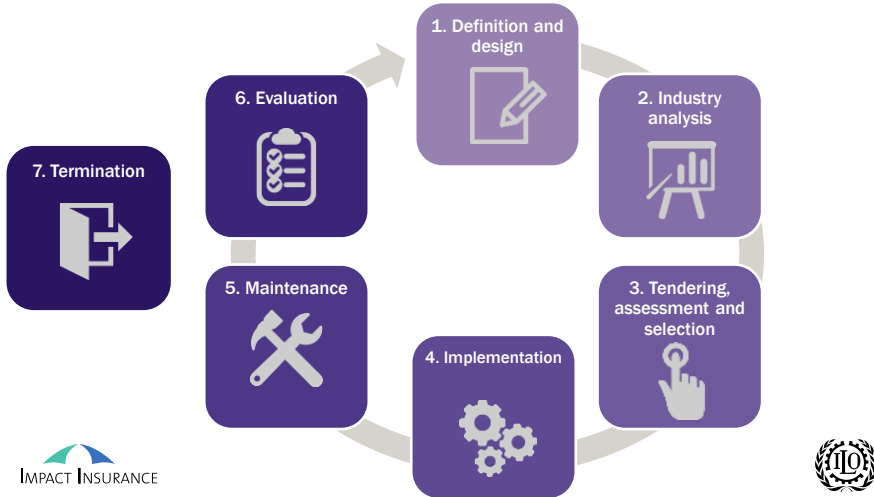 1. Definition and
design
2. Industry
analysis
3. Tendering,
assessment and
selection
4. Implementation
5. Maintenance
6. Evaluation
7. Termination
IMPACT INSURANCE
ILO